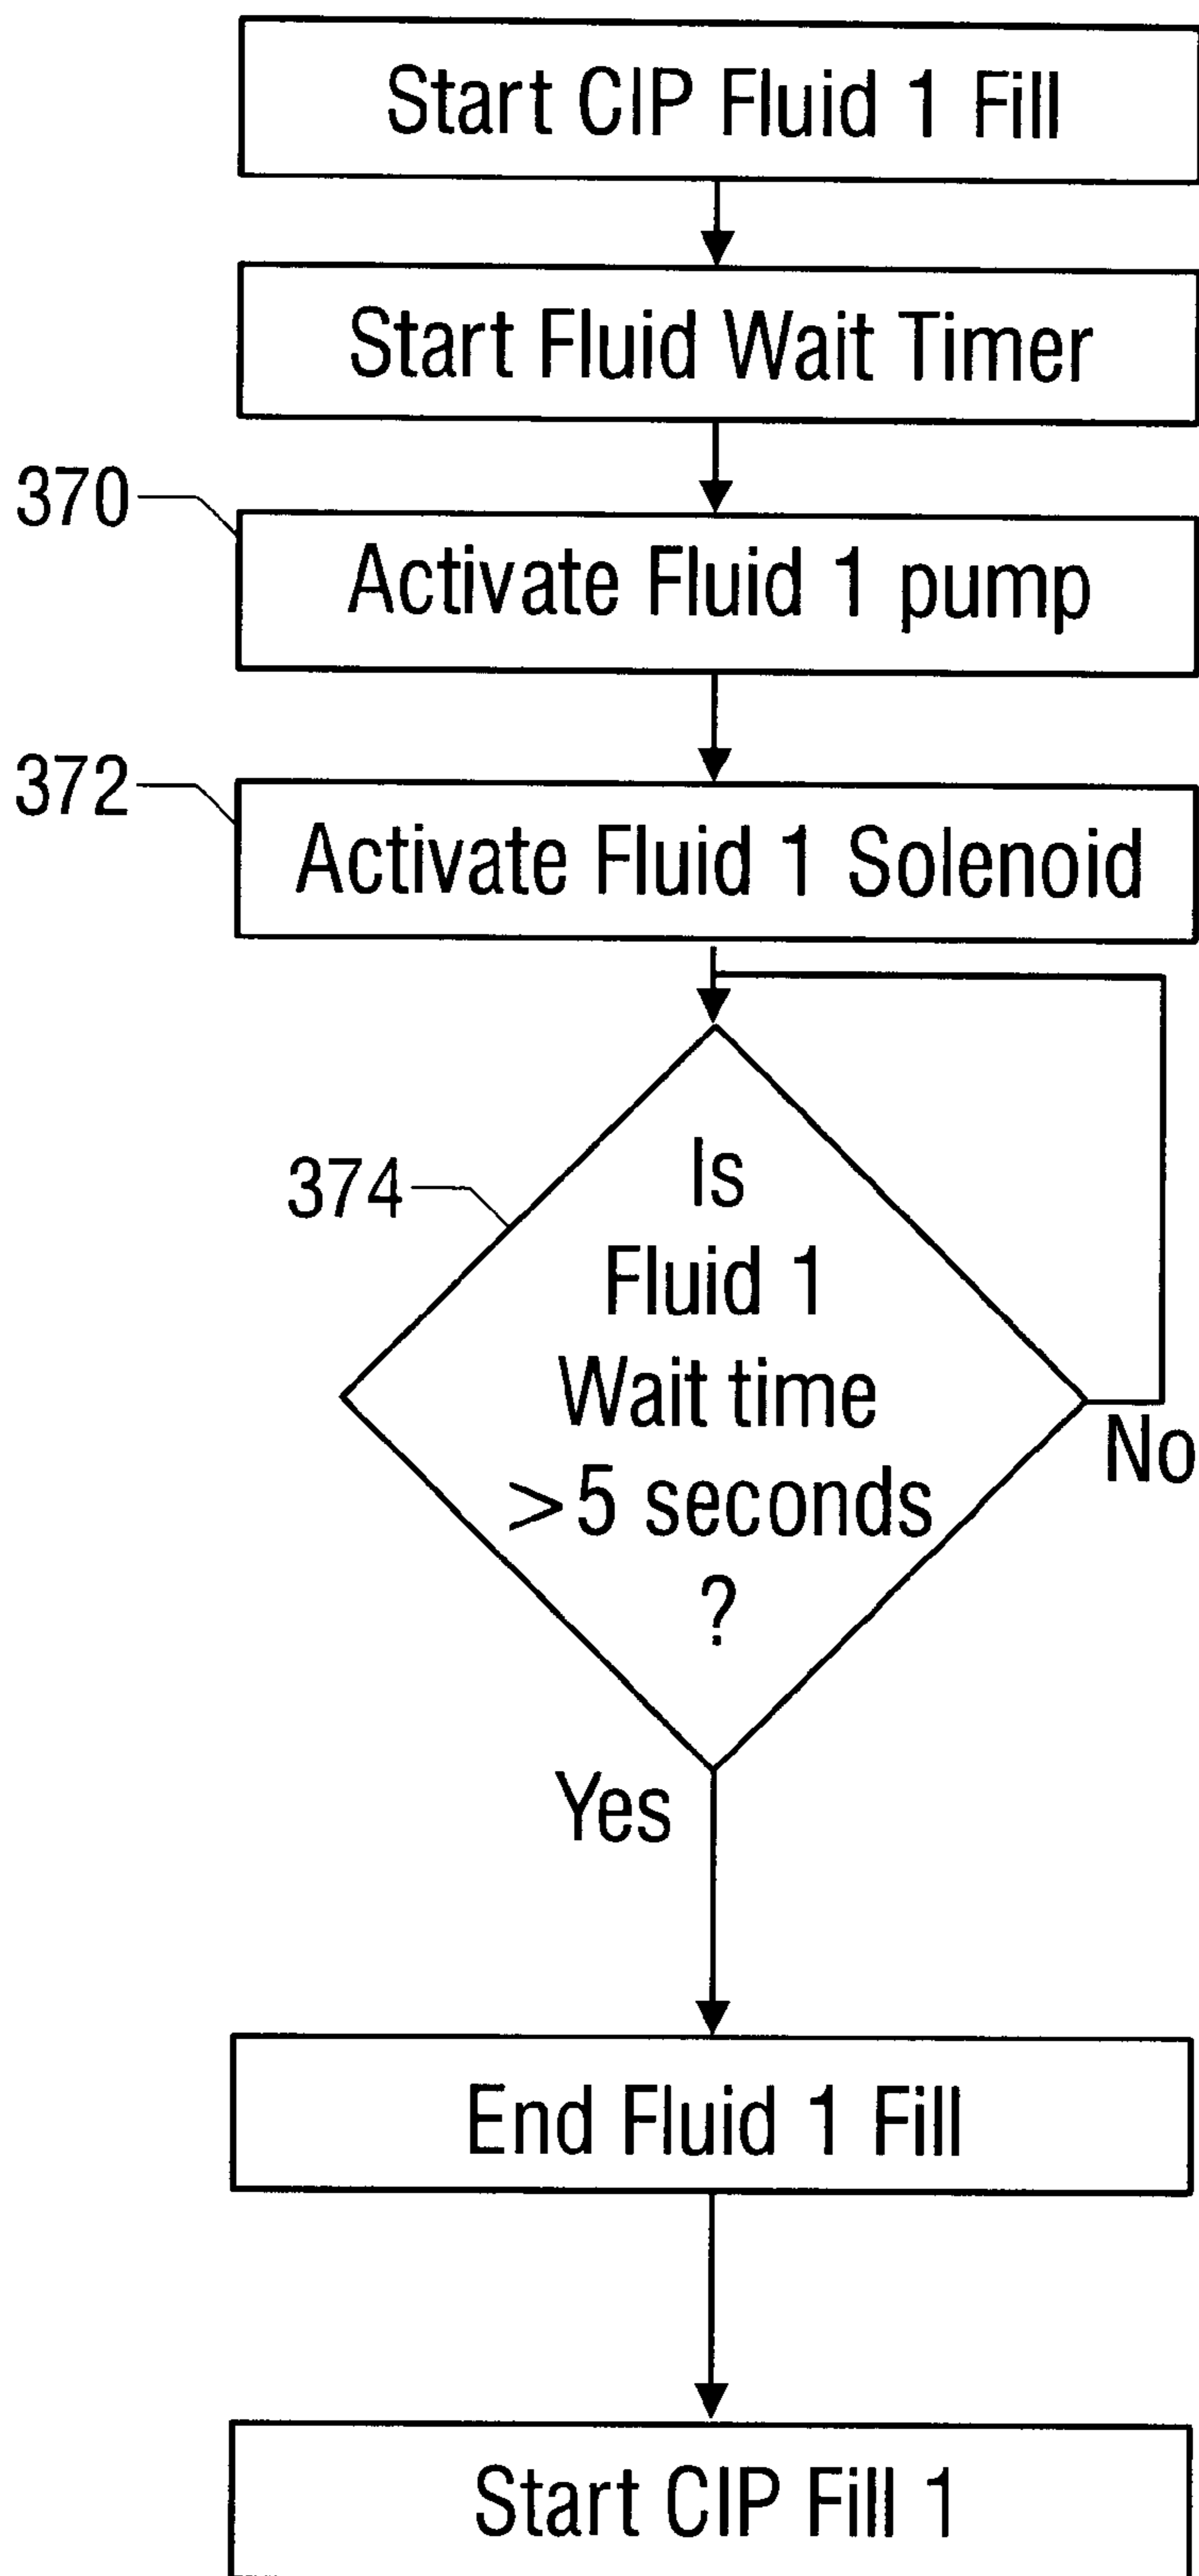 Start CIP Fluid 1 Fill
Start Fluid Wait Timer
370
Activate Fluid 1 pump
372
Activate Fluid 1 Solenoid
374
Is
Fluid 1
Wait time
>5 seconds
?
No
Yes
End Fluid 1 Fill
Start CIP Fill 1